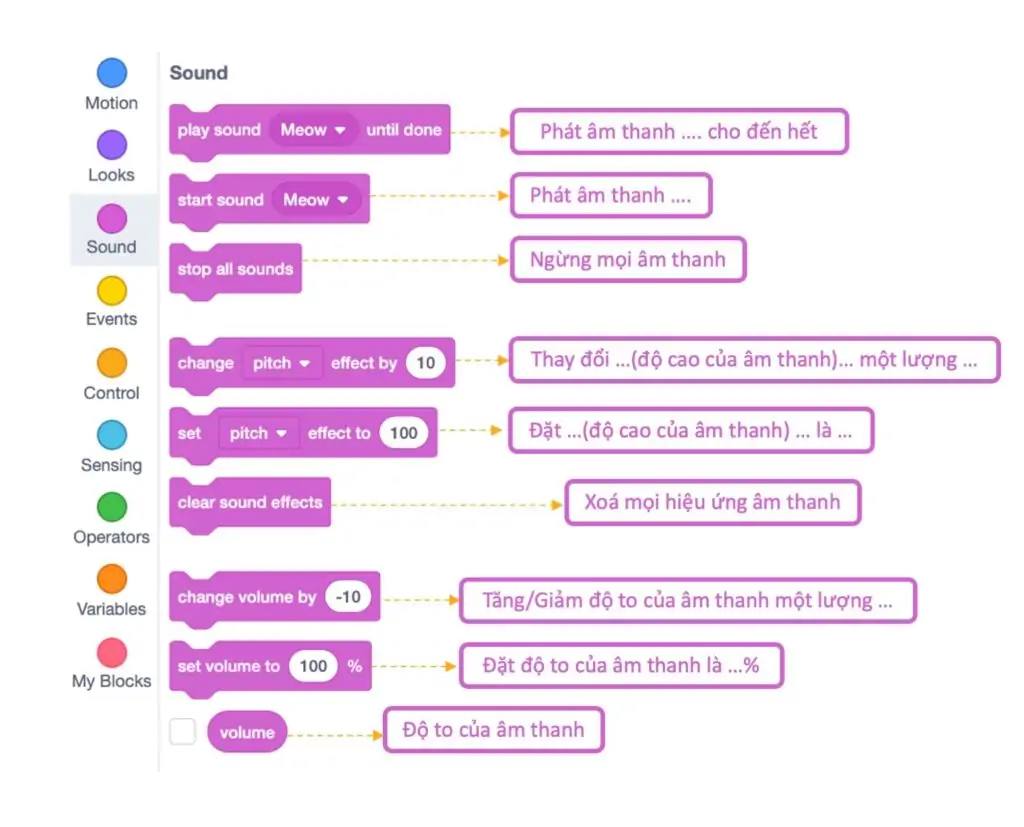 Motion
Looks
Sound
Events
Control
Sensing
Operators
Variables
My Blocks
Sound
play sound Meow until done
Phát âm thanh .... cho đến hết
start sound Meow
Phát âm thanh ....
stop all sounds
Ngừng mọi âm thanh
change pitch effect by 10
Thay đổi ...(độ cao của âm thanh)... một lượng ...
set pitch effect to 100
Đặt ...(độ cao của âm thanh) ... là ...
clear sound effects
Xoá mọi hiệu ứng âm thanh
change volume by -10
Tăng/Giảm độ to của âm thanh một lượng ...
set volume to 100 %
Đặt độ to của âm thanh là ...%
volume
Độ to của âm thanh